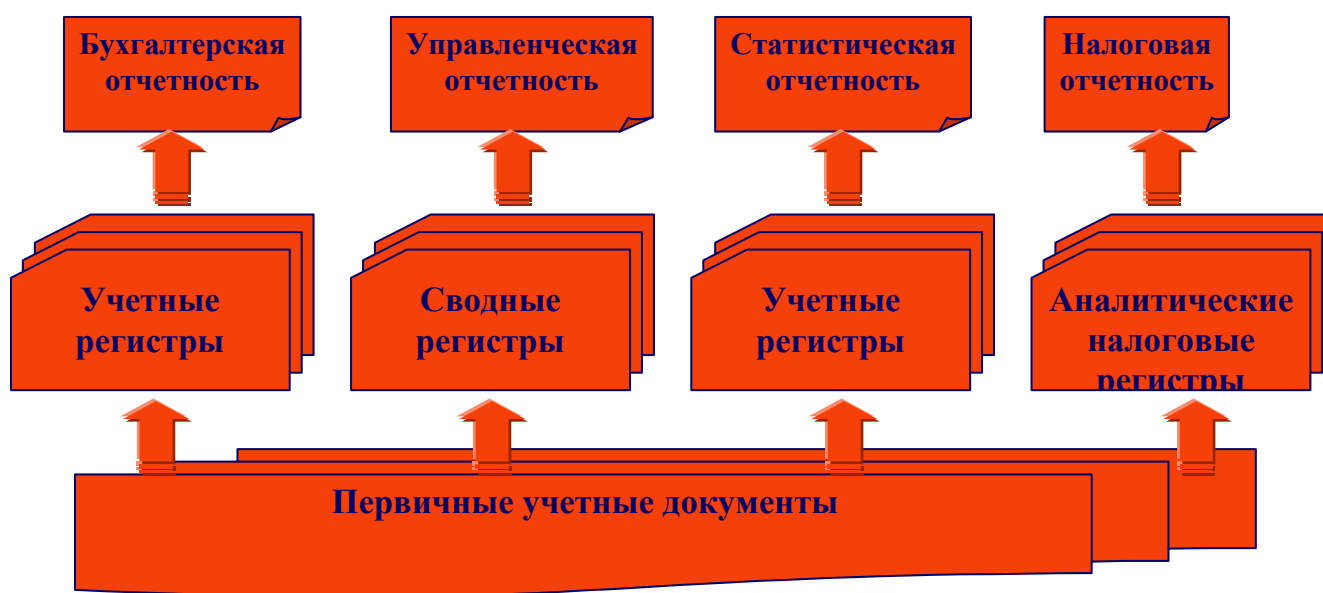 Бухгалтерская
отчетность
Управленческая
отчетность
Статистическая
отчетность
Налоговая
отчетность
Учетные
регистры
Сводные
регистры
Учетные
регистры
Аналитические
налоговые
регистры
Первичные учетные документы